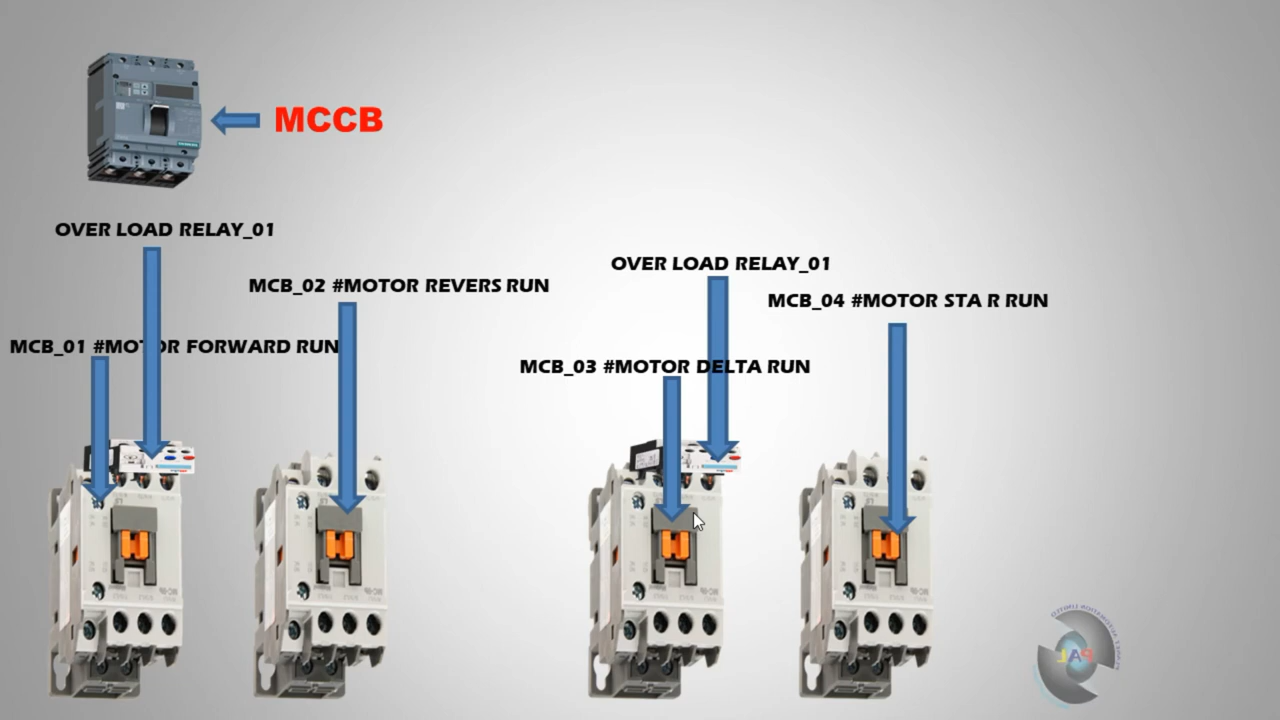 MCCB
OVER LOAD RELAY_01
OVER LOAD RELAY_01
MCB_02 #MOTOR REVERS RUN
MCB_04 #MOTOR STA R RUN
MCB_01 #MOTOR FORWARD RUN
MCB_03 #MOTOR DELTA RUN